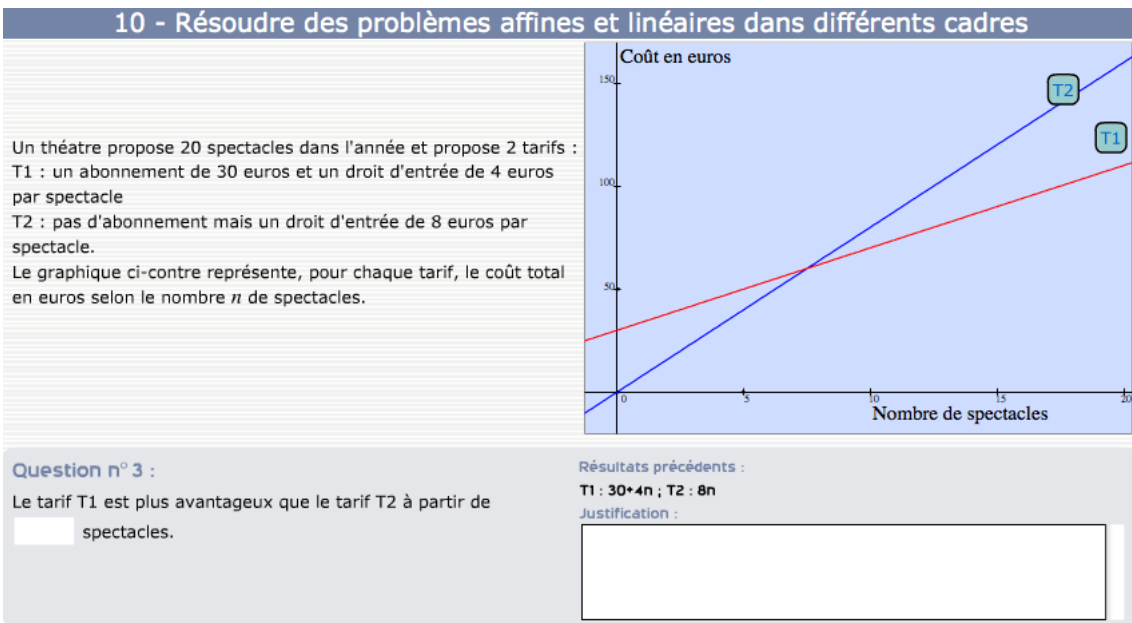 10 - Résoudre des problèmes affines et linéaires dans différents cadres
Un théatre propose 20 spectacles dans l'année et propose 2 tarifs :
T1 : un abonnement de 30 euros et un droit d'entrée de 4 euros
par spectacle
T2 : pas d'abonnement mais un droit d'entrée de 8 euros par
spectacle.
Le graphique ci-contre représente, pour chaque tarif, le coût total
en euros selon le nombre n de spectacles.
Coût en euros
150
T2
T1
100
50
0 5 10 15 20
Nombre de spectacles
Question n° 3 :
Le tarif T1 est plus avantageux que le tarif T2 à partir de
spectacles.
Résultats précédents :
T1 : 30+4n ; T2 : 8n
Justification :